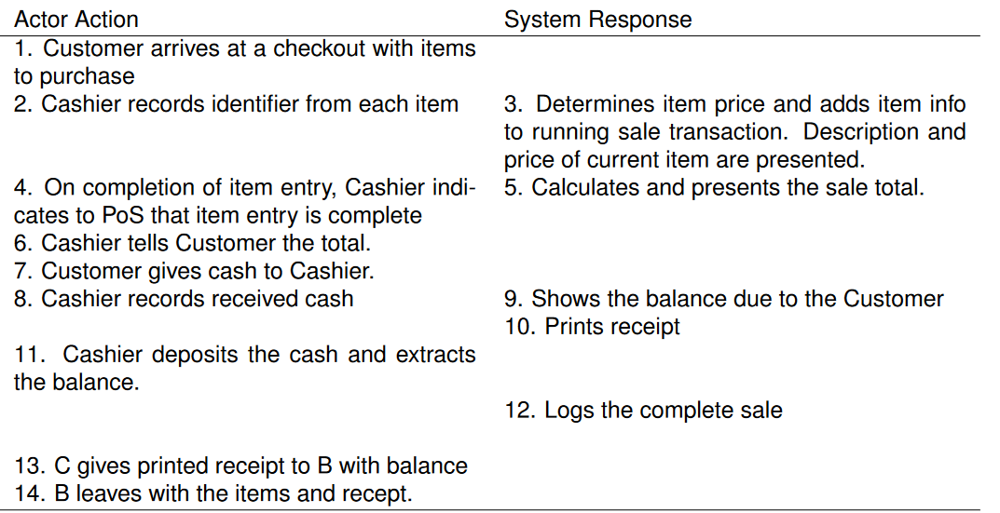 Actor Action System Response
1. Customer arrives at a checkout with items
to purchase
2. Cashier records identifier from each item
3. Determines item price and adds item info
to running sale transaction. Description and
price of current item are presented.
4. On completion of item entry, Cashier indi-
cates to PoS that item entry is complete
5. Calculates and presents the sale total.
6. Cashier tells Customer the total.
7. Customer gives cash to Cashier.
8. Cashier records received cash
9. Shows the balance due to the Customer
10. Prints receipt
11. Cashier deposits the cash and extracts
the balance.
12. Logs the complete sale
13. C gives printed receipt to B with balance
14. B leaves with the items and recept.